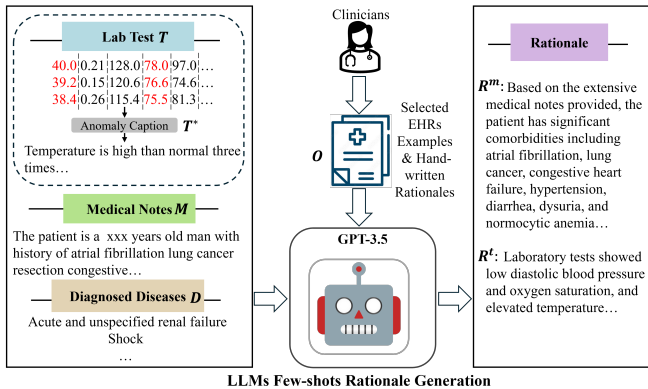 Lab Test T
40.0 0.21 128.0 78.0 97.0 ...
39.2 0.15 120.6 76.6 74.6 ...
38.4 0.26 115.4 75.5 81.3 ...
Anomaly Caption T*
Temperature is high than normal three
times...
Medical Notes M
The patient is a xxx years old man with
history of atrial fibrillation lung cancer
resection congestive...
Diagnosed Diseases D
Acute and unspecified renal failure
Shock
...
Clinicians
O
Selected
EHRs
Examples
& Hand-
written
Rationales
GPT-3.5
Rationale
Rᵐ: Based on the extensive
medical notes provided, the
patient has significant
comorbidities including
atrial fibrillation, lung
cancer, congestive heart
failure, hypertension,
diarrhea, dysuria, and
normocytic anemia...
Rᵗ: Laboratory tests showed
low diastolic blood pressure
and oxygen saturation, and
elevated temperature...
LLMs Few-shots Rationale Generation